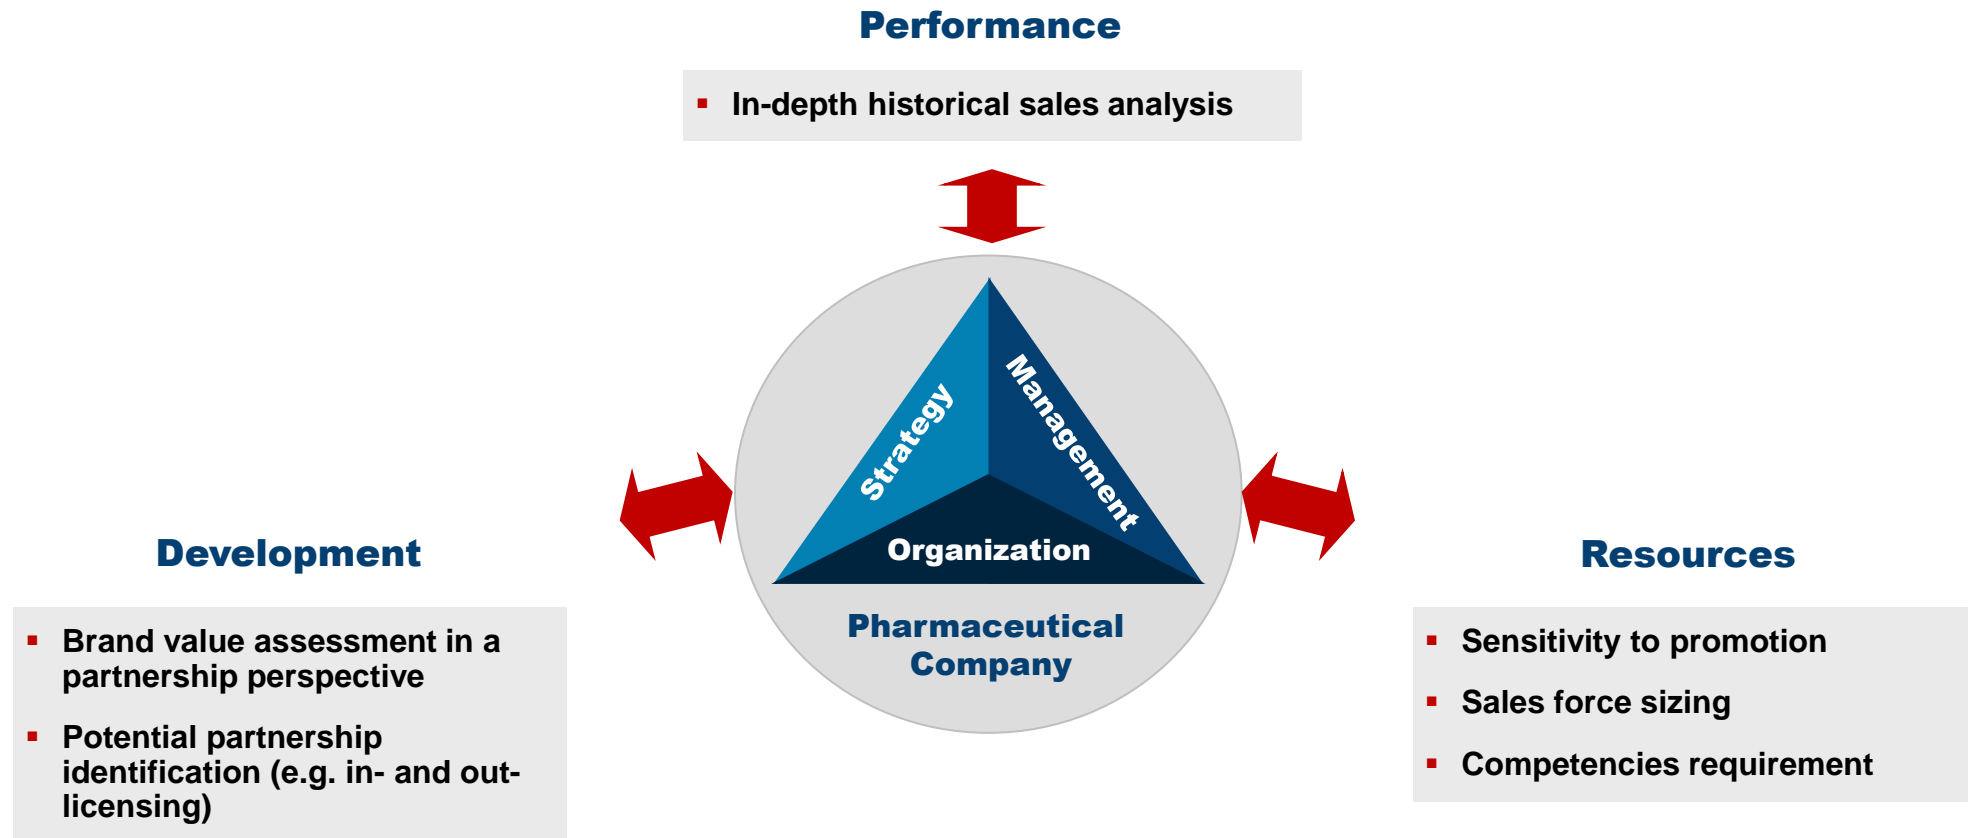 Performance
▪ In-depth historical sales analysis
Strategy
Management
Organization
Pharmaceutical
Company
Development
▪ Brand value assessment in a
partnership perspective
▪ Potential partnership
identification (e.g. in- and out-
licensing)
Resources
▪ Sensitivity to promotion
▪ Sales force sizing
▪ Competencies requirement